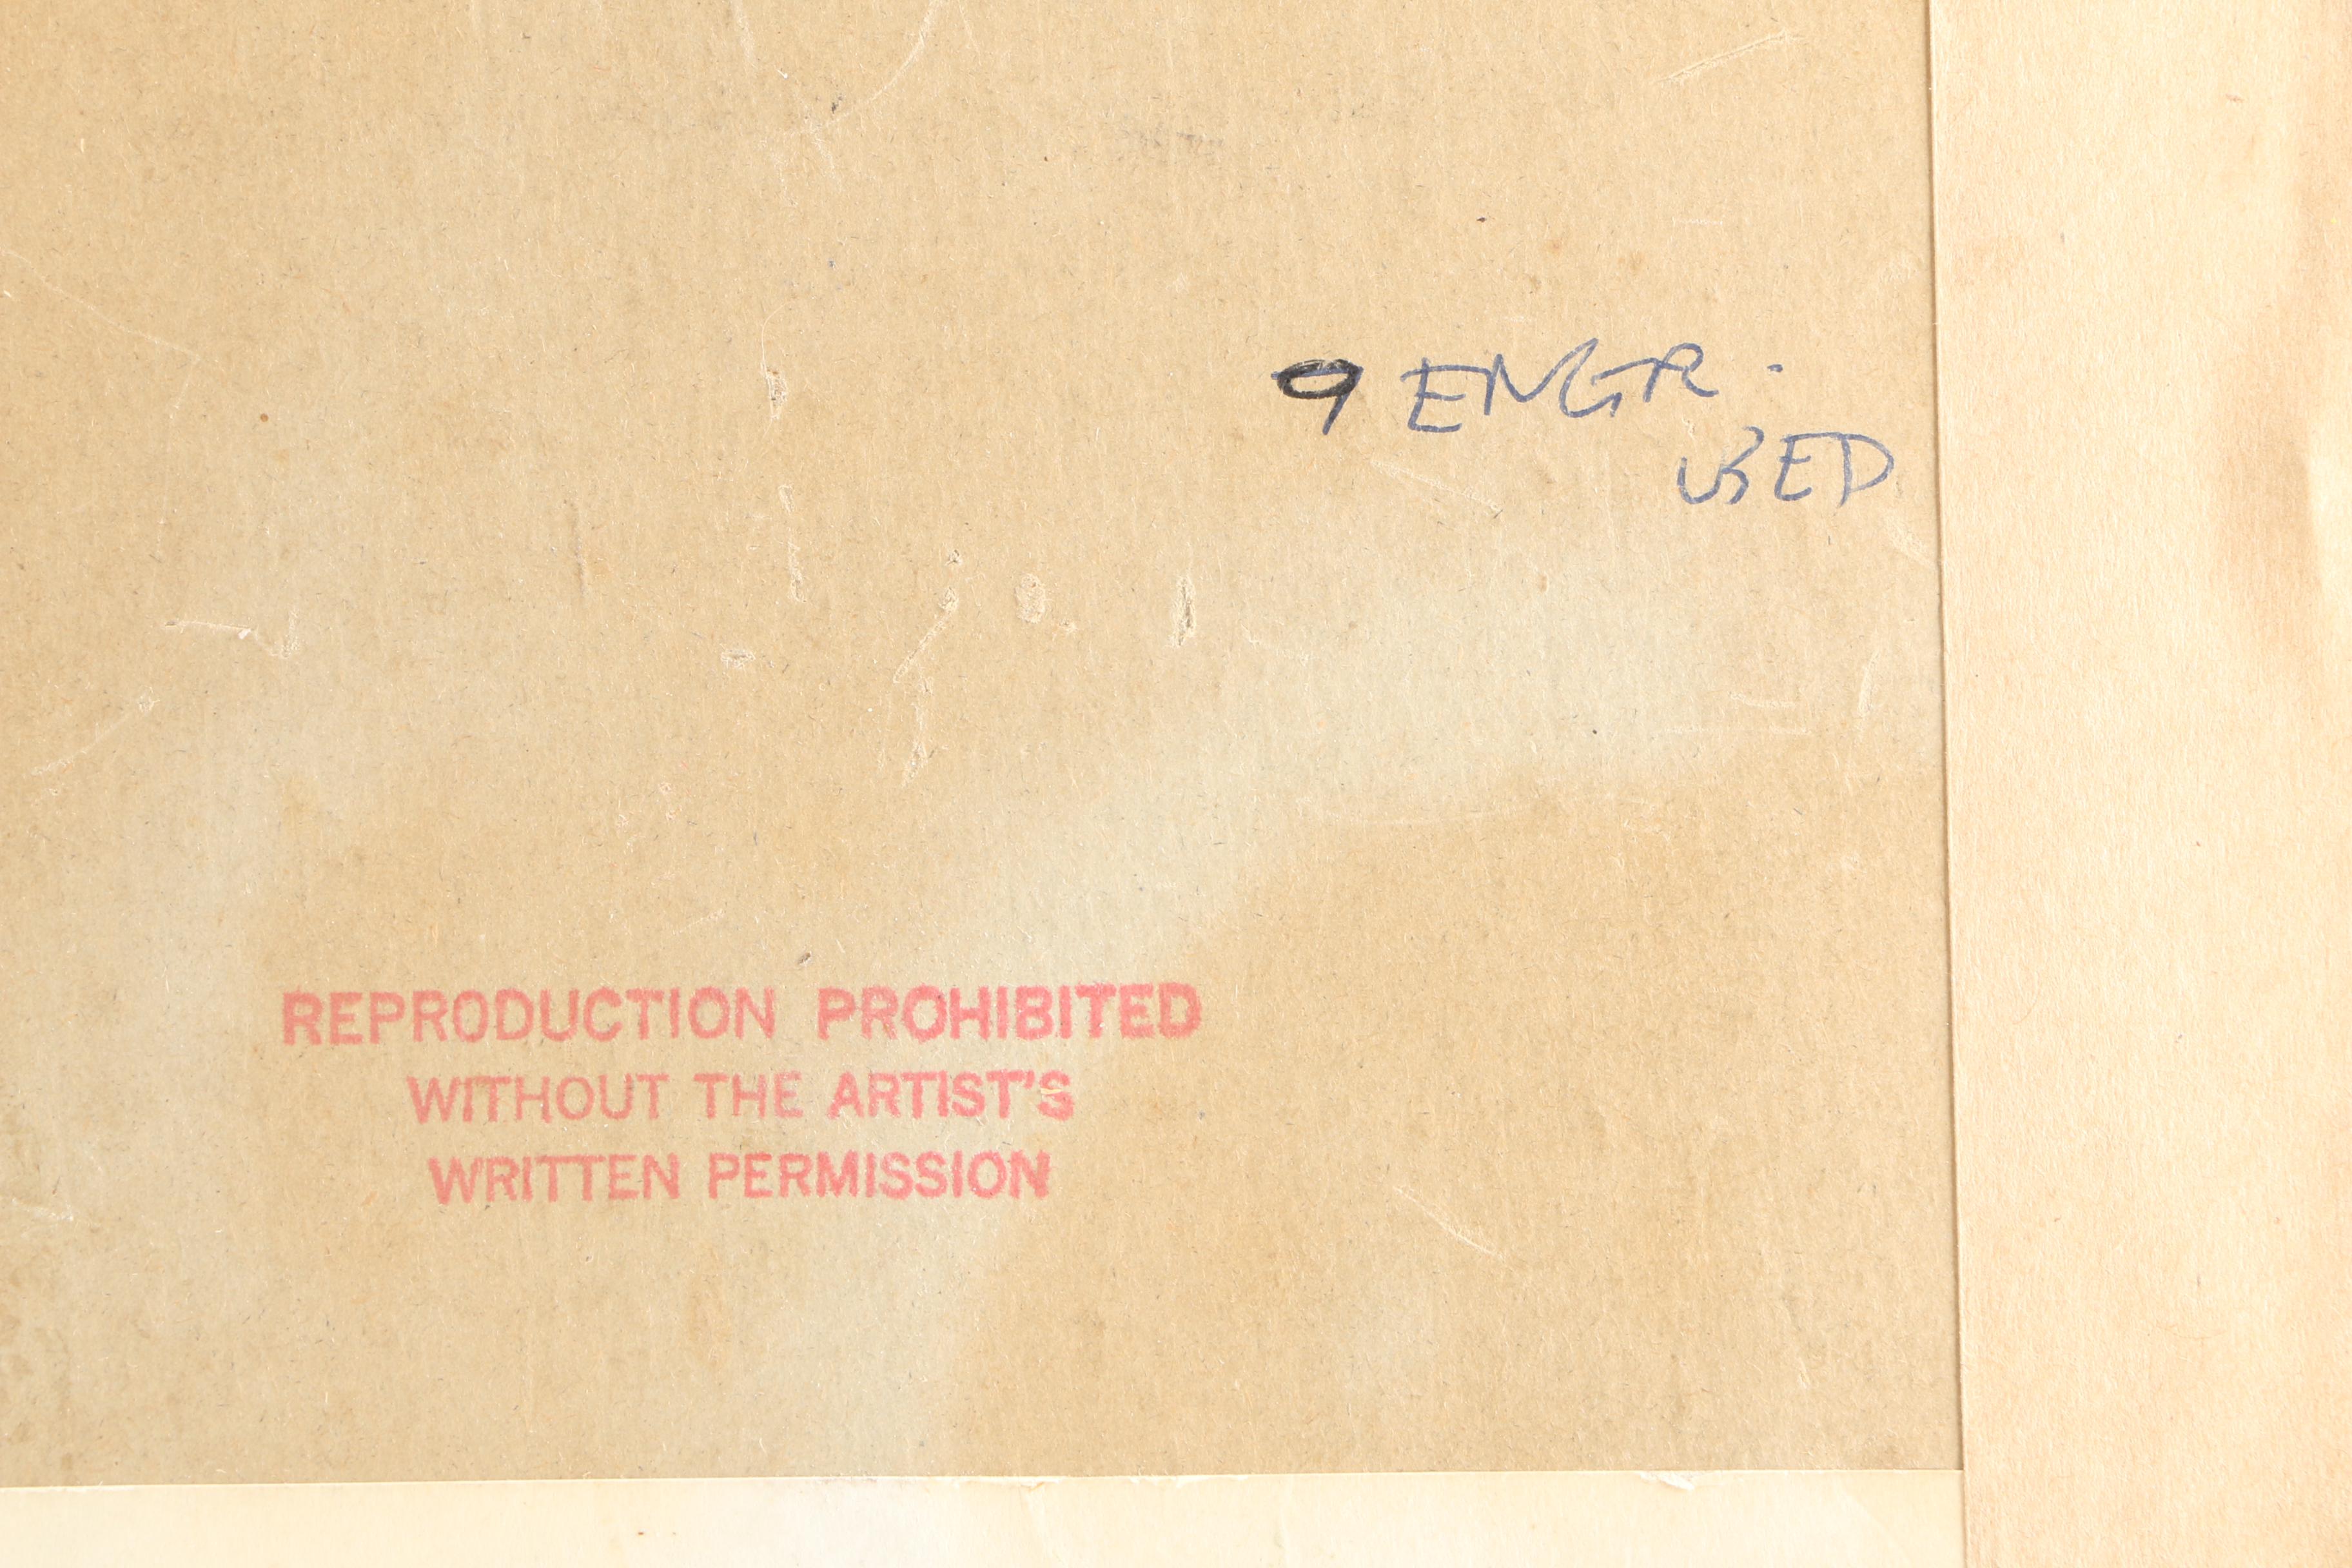 9 ENGR.
USED
REPRODUCTION PROHIBITED
WITHOUT THE ARTIST'S
WRITTEN PERMISSION